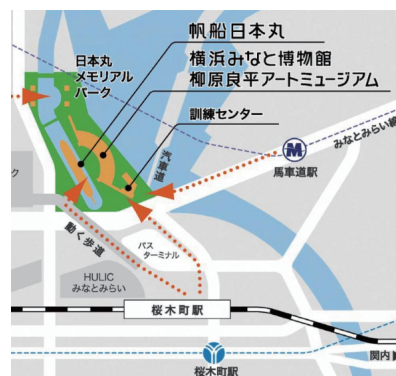 帆船日本丸
日本丸
メモリアル
パーク
横浜みなと博物館
柳原良平アートミュージアム
訓練センター
汽車道
M
馬車道駅
みなとみらい線
ク
動く歩道
バス
ターミナル
HULIC
みなとみらい
桜木町駅
桜木町駅
関内